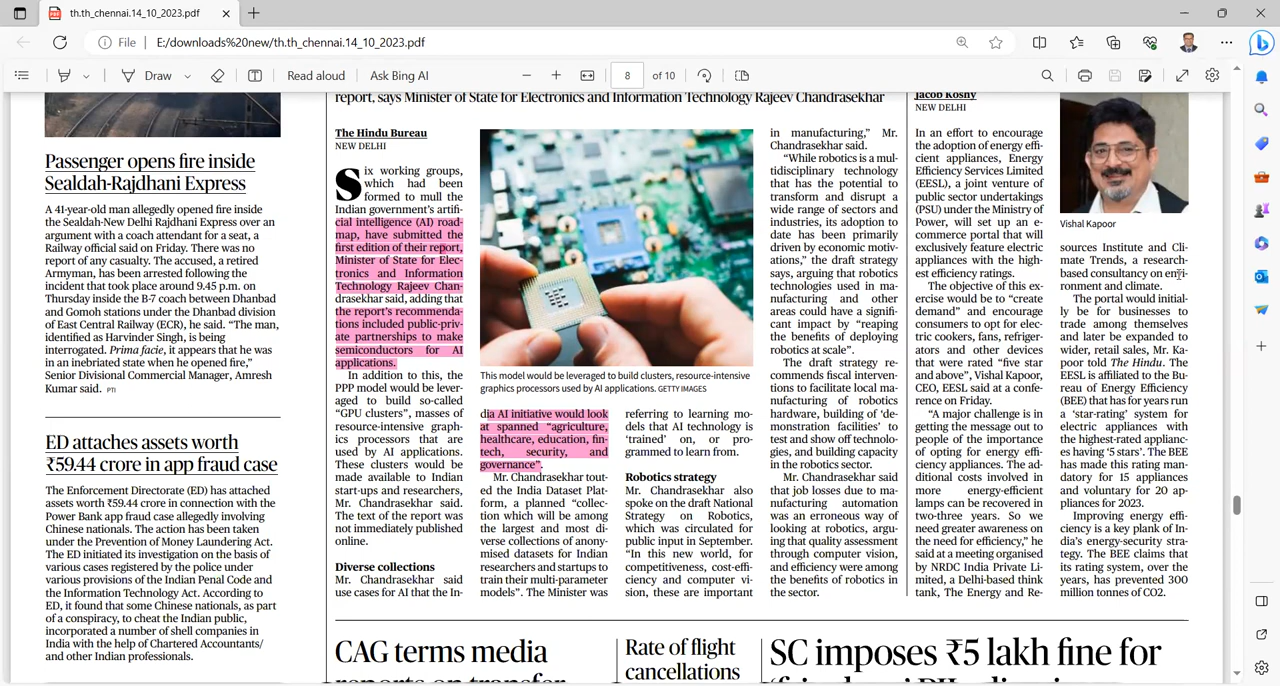 th.th_chennai.14_10_2023.pdf
File
E:/downloads%20new/th.th_chennai.14_10_2023.pdf
Draw
Read aloud
Ask Bing AI
8
of 10
Passenger opens fire inside
Sealdah-Rajdhani Express
A 41-year-old man allegedly opened fire inside
the Sealdah-New Delhi Rajdhani Express over an
argument with a coach attendant for a seat, a
Railway official said on Friday. There was no
report of any casualty. The accused, a retired
Armyman, has been arrested following the
incident that took place around 9.45 p.m. on
Thursday inside the B-7 coach between Dhanbad
and Gomoh stations under the Dhanbad division
of East Central Railway (ECR), he said. “The man,
identified as Harvinder Singh, is being
interrogated. Prima facie, it appears that he was
in an inebriated state when he opened fire,”
Senior Divisional Commercial Manager, Amresh
Kumar said. PTI
ED attaches assets worth
₹59.44 crore in app fraud case
The Enforcement Directorate (ED) has attached
assets worth ₹59.44 crore in connection with the
Power Bank app fraud case allegedly involving
Chinese nationals. The action has been taken
under the Prevention of Money Laundering Act.
The ED initiated its investigation on the basis of
various cases registered by the police under
various provisions of the Indian Penal Code and
the Information Technology Act. According to
ED, it found that some Chinese nationals, as part
of a conspiracy, to cheat the Indian public,
incorporated a number of shell companies in
India with the help of Chartered Accountants/
and other Indian professionals.
report, says Minister of State for Electronics and Information Technology Rajeev Chandrasekhar
The Hindu Bureau
NEW DELHI
Six working groups,
which had been
formed to mull the
Indian government’s artifi-
cial intelligence (AI) road-
map, have submitted the
first edition of their report,
Minister of State for Elec-
tronics and Information
Technology Rajeev Chan-
drasekhar said, adding that
the report’s recommenda-
tions included public-priv-
ate partnerships to make
semiconductors for AI
applications.
In addition to this, the
PPP model would be lever-
aged to build so-called
“GPU clusters”, masses of
resource-intensive graph-
ics processors that are
used by AI applications.
These clusters would be
made available to Indian
start-ups and researchers,
Mr. Chandrasekhar said.
The text of the report was
not immediately published
online.
Diverse collections
Mr. Chandrasekhar said
use cases for AI that the In-
This model would be leveraged to build clusters, resource-intensive
graphics processors used by AI applications. GETTY IMAGES
dia AI initiative would look
at spanned “agriculture,
healthcare, education, fin-
tech, security, and
governance”.
Mr. Chandrasekhar tout-
ed the India Dataset Plat-
form, a planned “collec-
tion which will be among
the largest and most di-
verse collections of anony-
mised datasets for Indian
researchers and startups to
train their multi-parameter
models”. The Minister was
referring to learning mo-
dels that AI technology is
‘trained’ on, or pro-
grammed to learn from.
Robotics strategy
Mr. Chandrasekhar also
spoke on the draft National
Strategy on Robotics,
which was circulated for
public input in September.
“In this new world, for
competitiveness, cost-effi-
ciency and computer vi-
sion, these are important
in manufacturing,” Mr.
Chandrasekhar said.
“While robotics is a mul-
tidisciplinary technology
that has the potential to
transform and disrupt a
wide range of sectors and
industries, its adoption to
date has been primarily
driven by economic motiv-
ations,” the draft strategy
says, arguing that robotics
technologies used in ma-
nufacturing and other
areas could have a signifi-
cant impact by “reaping
the benefits of deploying
robotics at scale”.
The draft strategy re-
commends fiscal interven-
tions to facilitate local ma-
nufacturing of robotics
hardware, building of ‘de-
monstration facilities’ to
test and show off technolo-
gies, and building capacity
in the robotics sector.
Mr. Chandrasekhar said
that job losses due to ma-
nufacturing automation
was an erroneous way of
looking at robotics, argu-
ing that quality assessment
through computer vision,
and efficiency were among
the benefits of robotics in
the sector.
Jacob Koshy
NEW DELHI
In an effort to encourage
the adoption of energy effi-
cient appliances, Energy
Efficiency Services Limited
(EESL), a joint venture of
public sector undertakings
(PSU) under the Ministry of
Power, will set up an e-
commerce portal that will
exclusively feature electric
appliances with the high-
est efficiency ratings.
The objective of this ex-
ercise would be to “create
demand” and encourage
consumers to opt for elec-
tric cookers, fans, refriger-
ators and other devices
that were rated “five star
and above”, Vishal Kapoor,
CEO, EESL said at a confe-
rence on Friday.
“A major challenge is in
getting the message out to
people of the importance
of opting for energy effi-
ciency appliances. The ad-
ditional costs involved in
more energy-efficient
lamps can be recovered in
two-three years. So we
need greater awareness on
the need for efficiency,” he
said at a meeting organised
by NRDC India Private Li-
mited, a Delhi-based think
tank, The Energy and Re-
Vishal Kapoor
sources Institute and Cli-
mate Trends, a research-
based consultancy on envi-
ronment and climate.
The portal would initial-
ly be for businesses to
trade among themselves
and later be expanded to
wider, retail sales, Mr. Ka-
poor told The Hindu. The
EESL is affiliated to the Bu-
reau of Energy Efficiency
(BEE) that has for years run
a ‘star-rating’ system for
electric appliances with
the highest-rated applianc-
es having ‘5 stars’. The BEE
has made this rating man-
datory for 15 appliances
and voluntary for 20 ap-
pliances for 2023.
Improving energy effi-
ciency is a key plank of In-
dia’s energy-security stra-
tegy. The BEE claims that
its rating system, over the
years, has prevented 300
million tonnes of CO2.
CAG terms media
reports on transfer
Rate of flight
cancellations
SC imposes ₹5 lakh fine for